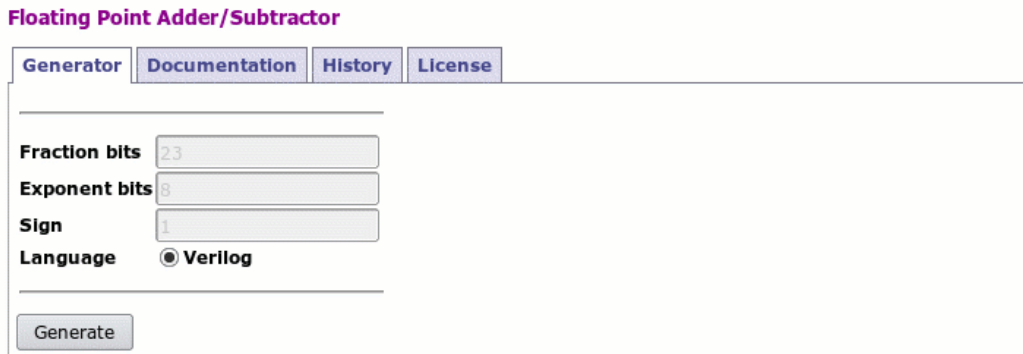 Floating Point Adder/Subtractor
Generator Documentation History License
Fraction bits 23
Exponent bits 8
Sign 1
Language Verilog
Generate